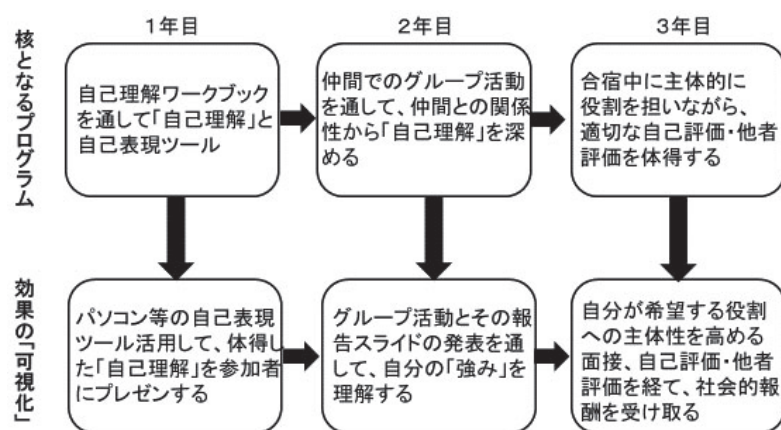 1年目
2年目
3年目
核となるプログラム
自己理解ワークブック
を通して「自己理解」と
自己表現ツール
仲間でのグループ活動
を通して、仲間との関係
性から「自己理解」を深
める
合宿中に主体的に
役割を担いながら、
適切な自己評価・他者
評価を体得する
効果の「可視化」
パソコン等の自己表現
ツール活用して、体得し
た「自己理解」を参加者
にプレゼンする
グループ活動とその報
告スライドの発表を通
して、自分の「強み」を
理解する
自分が希望する役割
への主体性を高める
面接、自己評価・他者
評価を経て、社会的報
酬を受け取る